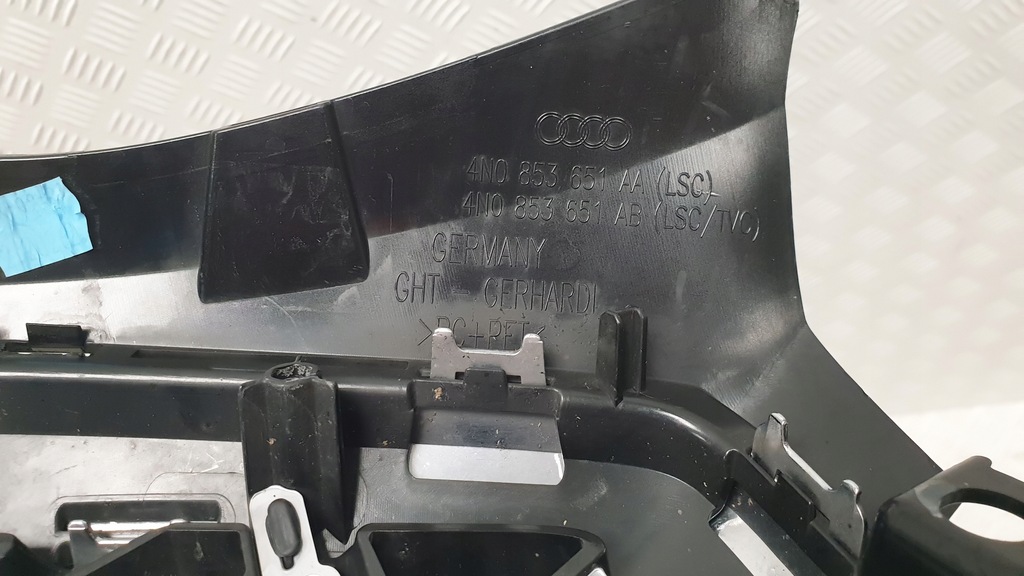 4N0 853 651 AA (LSC)
4N0 853 651 AB (LSC/TVC)
GERMANY
GHT - GERHARDI
>PC+PET<